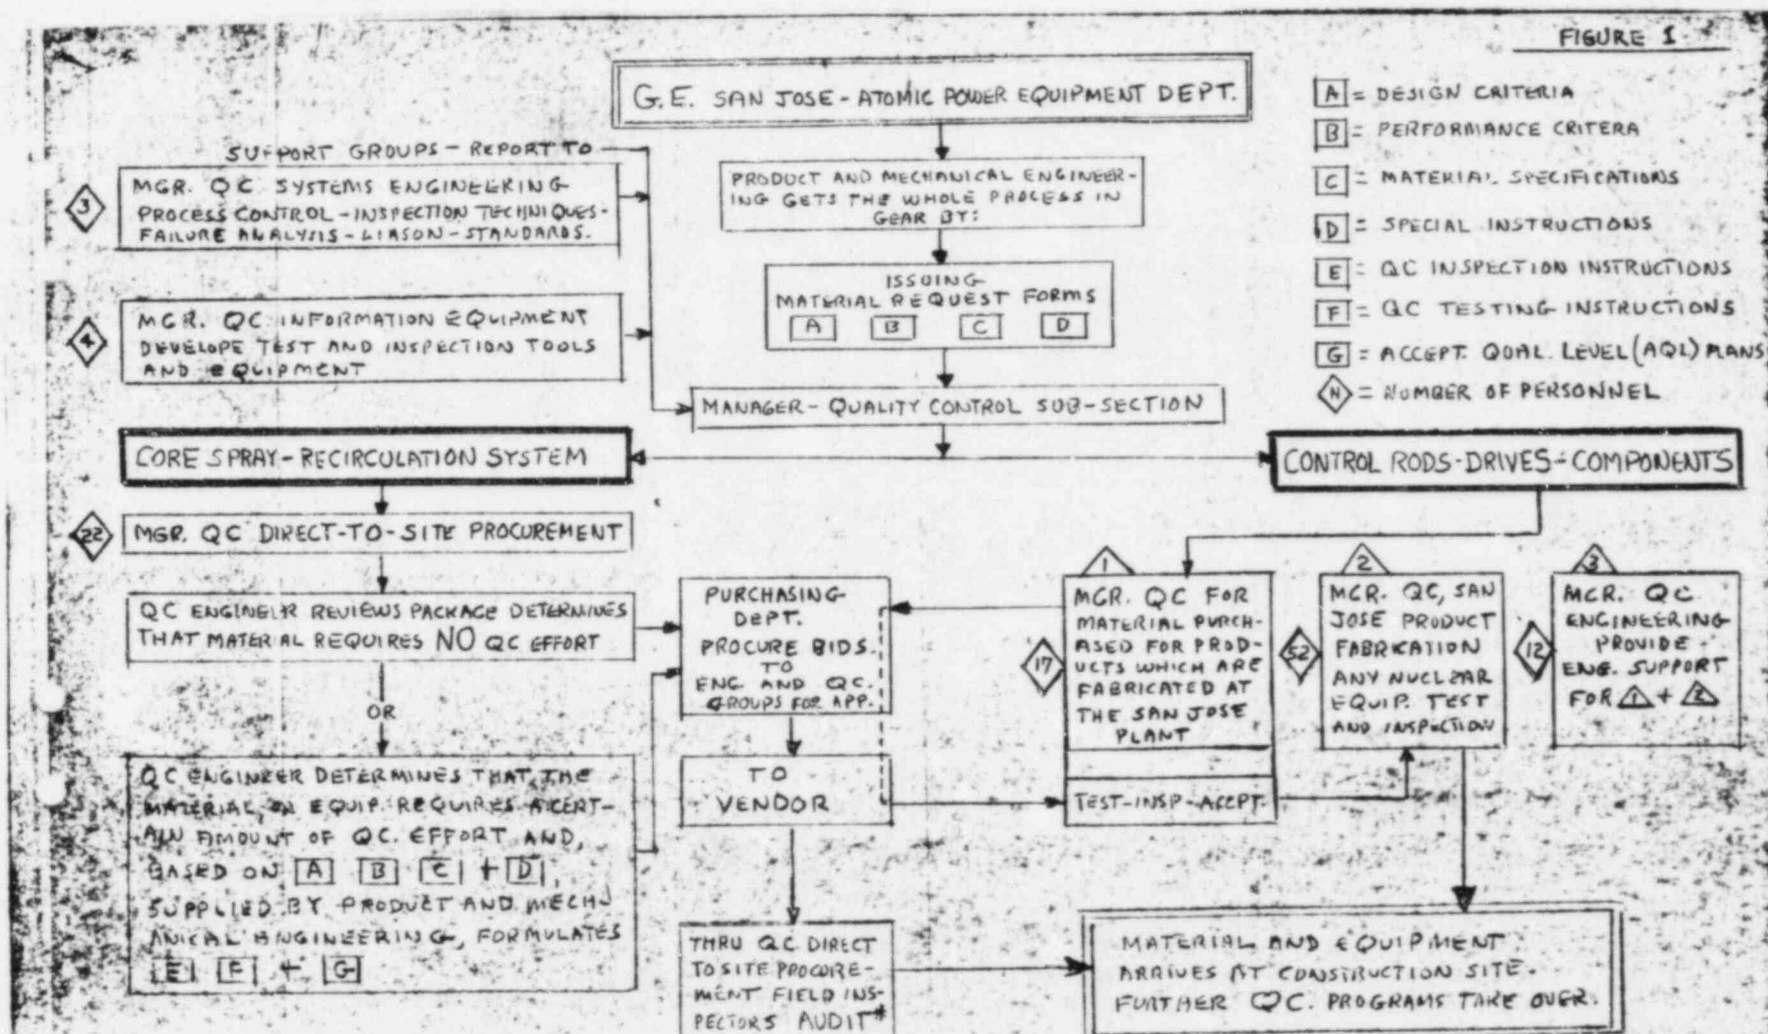 FIGURE 1
G.E. SAN JOSE - ATOMIC POWER EQUIPMENT DEPT.
A = DESIGN CRITERIA
B = PERFORMANCE CRITERA
C = MATERIAL SPECIFICATIONS
D = SPECIAL INSTRUCTIONS
E = QC INSPECTION INSTRUCTIONS
F = QC TESTING INSTRUCTIONS
G = ACCEPT. QUAL. LEVEL (AQL) PLANS
N = NUMBER OF PERSONNEL
SUPPORT GROUPS - REPORT TO
3
MGR. QC SYSTEMS ENGINEERING
PROCESS CONTROL - INSPECTION TECHNIQUES-
FAILURE ANALYSIS - LIASON - STANDARDS.
PRODUCT AND MECHANICAL ENGINEER-
ING GETS THE WHOLE PROCESS IN
GEAR BY:
ISSUING
MATERIAL REQUEST FORMS
A B C D
4
MGR. QC INFORMATION EQUIPMENT
DEVELOPE TEST AND INSPECTION TOOLS
AND EQUIPMENT
MANAGER - QUALITY CONTROL SUB-SECTION
CORE SPRAY - RECIRCULATION SYSTEM
CONTROL RODS - DRIVES - COMPONENTS
22
MGR. QC DIRECT-TO-SITE PROCUREMENT
QC ENGINEER REVIEWS PACKAGE DETERMINES
THAT MATERIAL REQUIRES NO QC EFFORT
OR
QC ENGINEER DETERMINES THAT THE
MATERIAL, OR EQUIP. REQUIRES A CERT-
AIN AMOUNT OF QC. EFFORT AND,
BASED ON A B C + D,
SUPPLIED BY PRODUCT AND MECH-
ANICAL ENGINEERING, FORMULATES
E F + G
PURCHASING
DEPT.
PROCURE BIDS.
TO
ENG. AND QC.
GROUPS FOR APP.
TO
VENDOR
THRU QC DIRECT
TO SITE PROCURE-
MENT FIELD INS-
PECTORS AUDIT*
1
17
MGR. QC FOR
MATERIAL PURCH-
ASED FOR PROD-
UCTS WHICH ARE
FABRICATED AT
THE SAN JOSE
PLANT
TEST-INSP-ACCPT.
2
52
MGR. QC, SAN
JOSE PRODUCT
FABRICATION
ANY NUCLEAR
EQUIP. TEST
AND INSPECTION
3
12
MGR. QC
ENGINEERING
PROVIDE
ENG. SUPPORT
FOR 1 + 2
MATERIAL AND EQUIPMENT
ARRIVES AT CONSTRUCTION SITE.
FURTHER QC. PROGRAMS TAKE OVER.